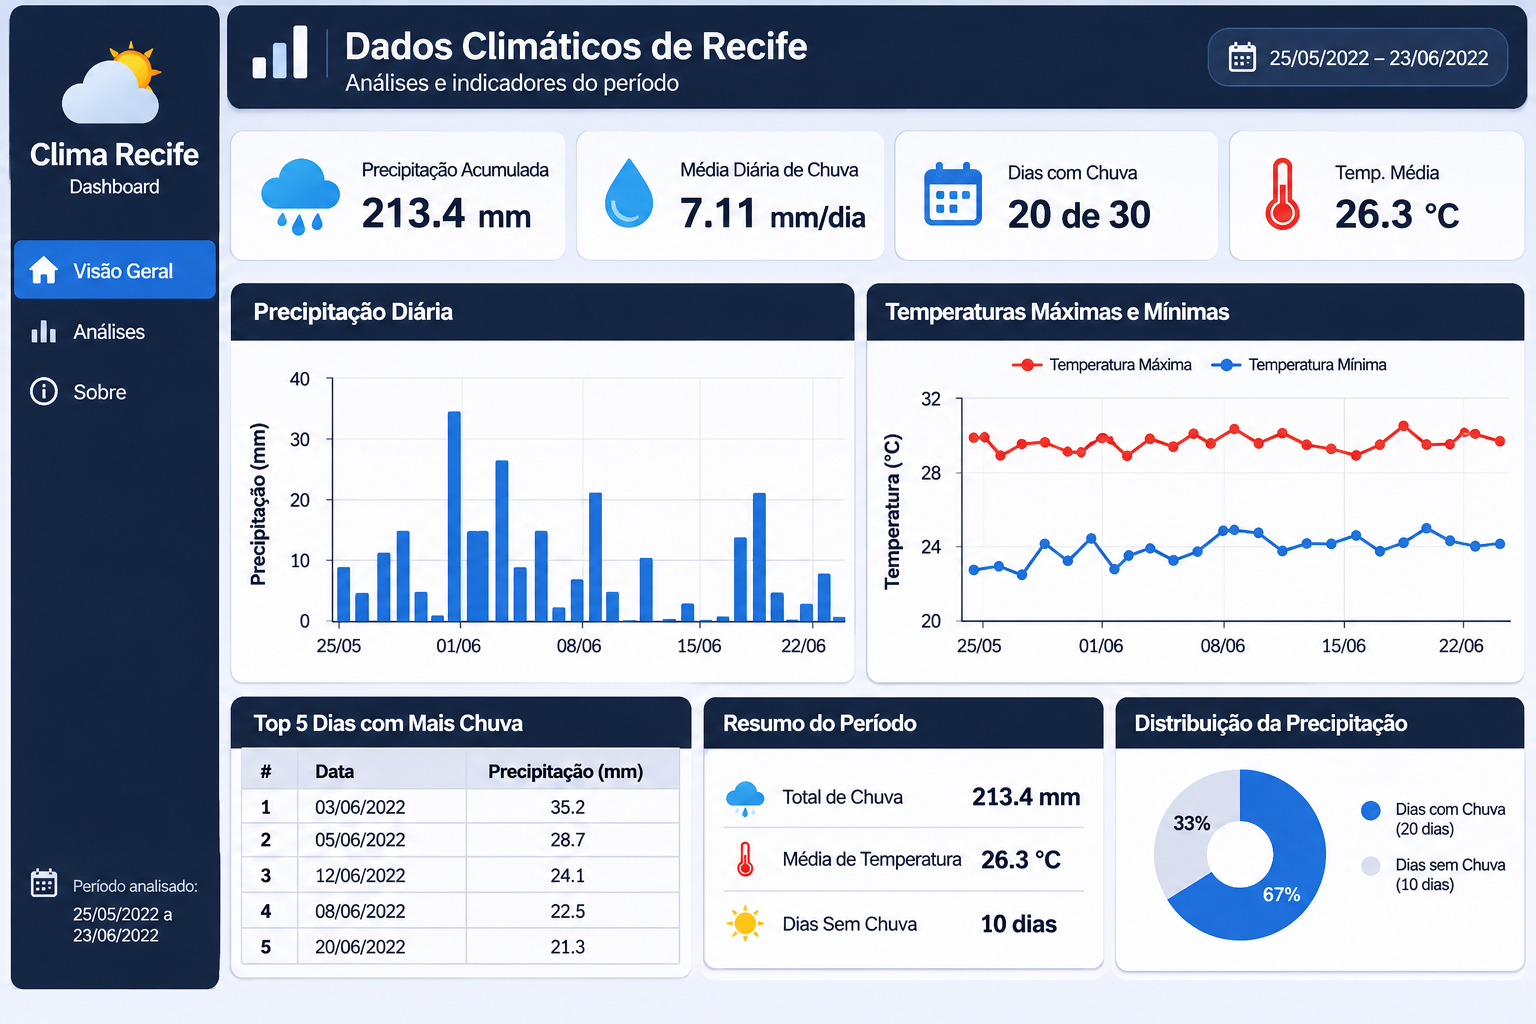 Clima Recife
Dashboard
Visão Geral
Análises
Sobre
Período analisado:
25/05/2022 a
23/06/2022
Dados Climáticos de Recife
Análises e indicadores do período
25/05/2022 – 23/06/2022
Precipitação Acumulada
213.4 mm
Média Diária de Chuva
7.11 mm/dia
Dias com Chuva
20 de 30
Temp. Média
26.3 °C
Precipitação Diária
Precipitação (mm)
40
30
20
10
0
25/05 01/06 08/06 15/06 22/06
Temperaturas Máximas e Mínimas
Temperatura Máxima Temperatura Mínima
Temperatura (°C)
32
28
24
20
25/05 01/06 08/06 15/06 22/06
Top 5 Dias com Mais Chuva
# Data Precipitação (mm)
1 03/06/2022 35.2
2 05/06/2022 28.7
3 12/06/2022 24.1
4 08/06/2022 22.5
5 20/06/2022 21.3
Resumo do Período
Total de Chuva 213.4 mm
Média de Temperatura 26.3 °C
Dias Sem Chuva 10 dias
Distribuição da Precipitação
33%
67%
Dias com Chuva
(20 dias)
Dias sem Chuva
(10 dias)